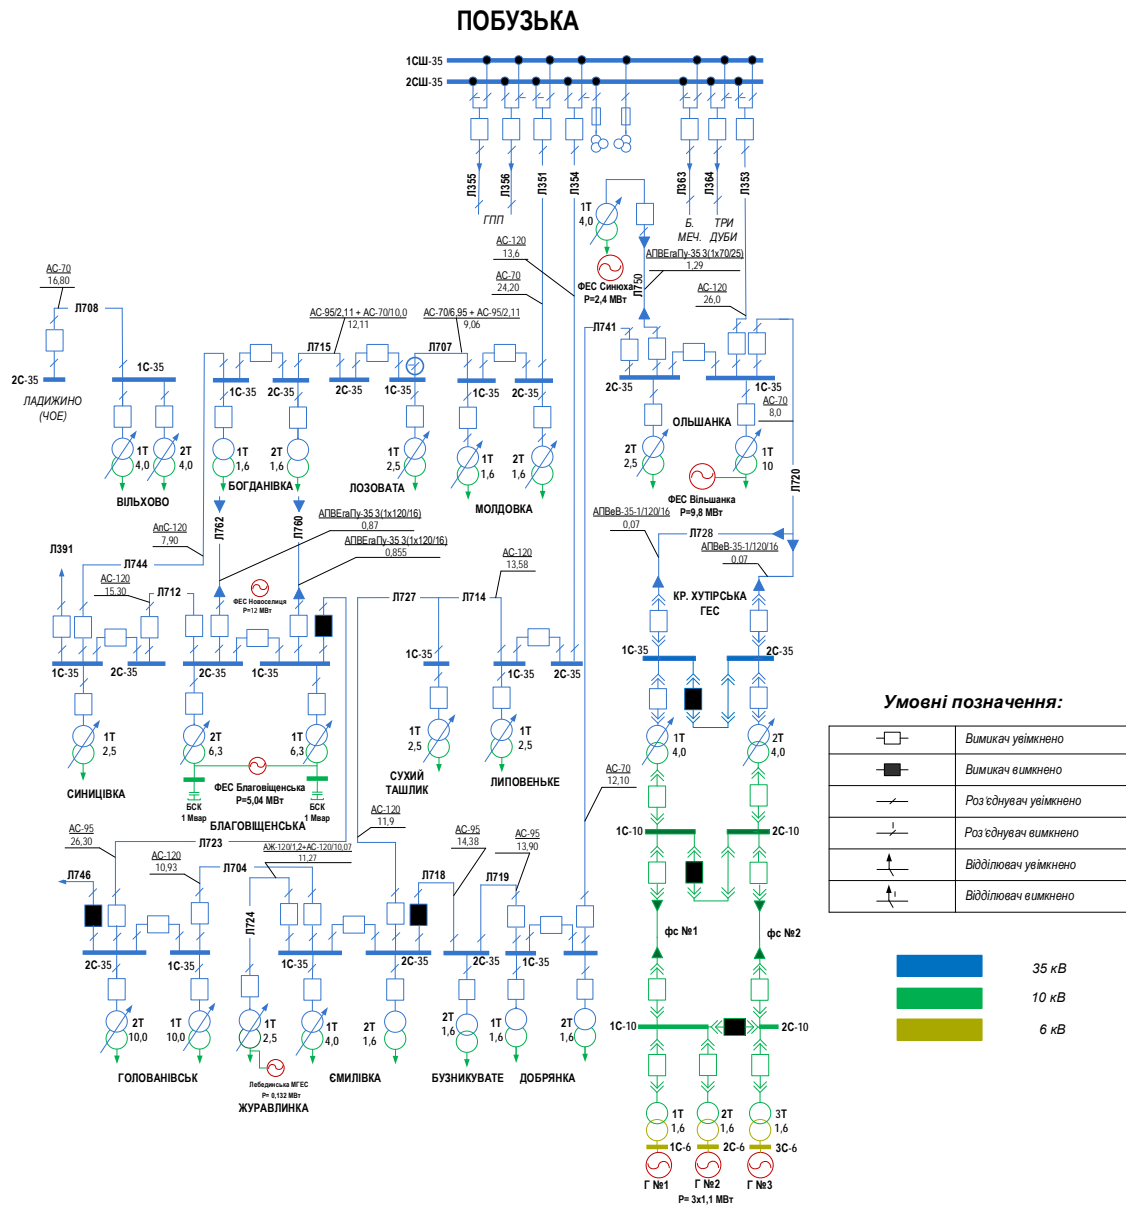 ПОБУЗЬКА
1СШ-35
2СШ-35
Л355
Л356
Л351
Л354
Л363
Л364
Л353
ГПП
Б.
МЕЧ.
ТРИ
ДУБИ
1Т
4,0
ФЕС Синюха
Р=2,4 МВт
Л750
АПВЕгаПу-35 3(1х70/25)
1,29
АС-120
13,6
АС-70
24,20
АС-120
26,0
АС-70
16,80
Л708
2С-35
ЛАДИЖИНО
(ЧОЕ)
1С-35
1Т
4,0
2Т
4,0
ВІЛЬХОВО
Л715
АС-95/2,11 + АС-70/10,0
12,11
АС-70/6,95 + АС-95/2,11
9,06
Л707
Л741
1С-35
2С-35
2С-35
1С-35
1С-35
2С-35
2С-35
1С-35
АС-70
8,0
1Т
1,6
2Т
1,6
БОГДАНІВКА
1Т
2,5
ЛОЗОВАТА
1Т
1,6
2Т
1,6
МОЛДОВКА
ОЛЬШАНКА
2Т
2,5
1Т
10
ФЕС Вільшанка
Р=9,8 МВт
Л720
АпС-120
7,90
Л762
Л760
АПВЕгаПу-35 3(1х120/16)
0,87
АПВЕгаПу-35 3(1х120/16)
0,855
АПВеВ-35-1/120/16
0,07
Л728
АПВеВ-35-1/120/16
0,07
КР. ХУТІРСЬКА
ГЕС
Л391
Л744
АС-120
15,30
Л712
ФЕС Новоселиця
Р=12 МВт
Л727
Л714
АС-120
13,58
1С-35
2С-35
2С-35
1С-35
1С-35
1С-35
2С-35
1С-35
2С-35
1Т
2,5
СИНИЦІВКА
2Т
6,3
1Т
6,3
ФЕС Благовіщенська
Р=5,04 МВт
БСК
1 Мвар
БСК
1 Мвар
БЛАГОВІЩЕНСЬКА
1Т
2,5
СУХИЙ
ТАШЛИК
1Т
2,5
ЛИПОВЕНЬКЕ
1Т
4,0
2Т
4,0
АС-70
12,10
1С-10
2С-10
АС-95
26,30
Л723
АС-120
10,93
Л704
АЖ-120/1,2+АС-120/10,07
11,27
АС-120
11,9
АС-95
14,38
АС-95
13,90
Л746
Л724
Л718
Л719
2С-35
1С-35
1С-35
2С-35
2С-35
1С-35
2Т
10,0
1Т
10,0
ГОЛОВАНІВСЬК
1Т
2,5
Лебединська МГЕС
Р= 0,132 МВт
ЖУРАВЛИНКА
1Т
4,0
2Т
1,6
ЄМИЛІВКА
2Т
1,6
БУЗНИКУВАТЕ
1Т
1,6
2Т
1,6
ДОБРЯНКА
фс №1
фс №2
1С-10
2С-10
1Т
1,6
2Т
1,6
3Т
1,6
1С-6
2С-6
3С-6
Г №1
Г №2
Г №3
Р= 3х1,1 МВт
Умовні позначення:
Вимикач увімкнено
Вимикач вимкнено
Роз'єднувач увімкнено
Роз'єднувач вимкнено
Відділювач увімкнено
Відділювач вимкнено
35 кВ
10 кВ
6 кВ